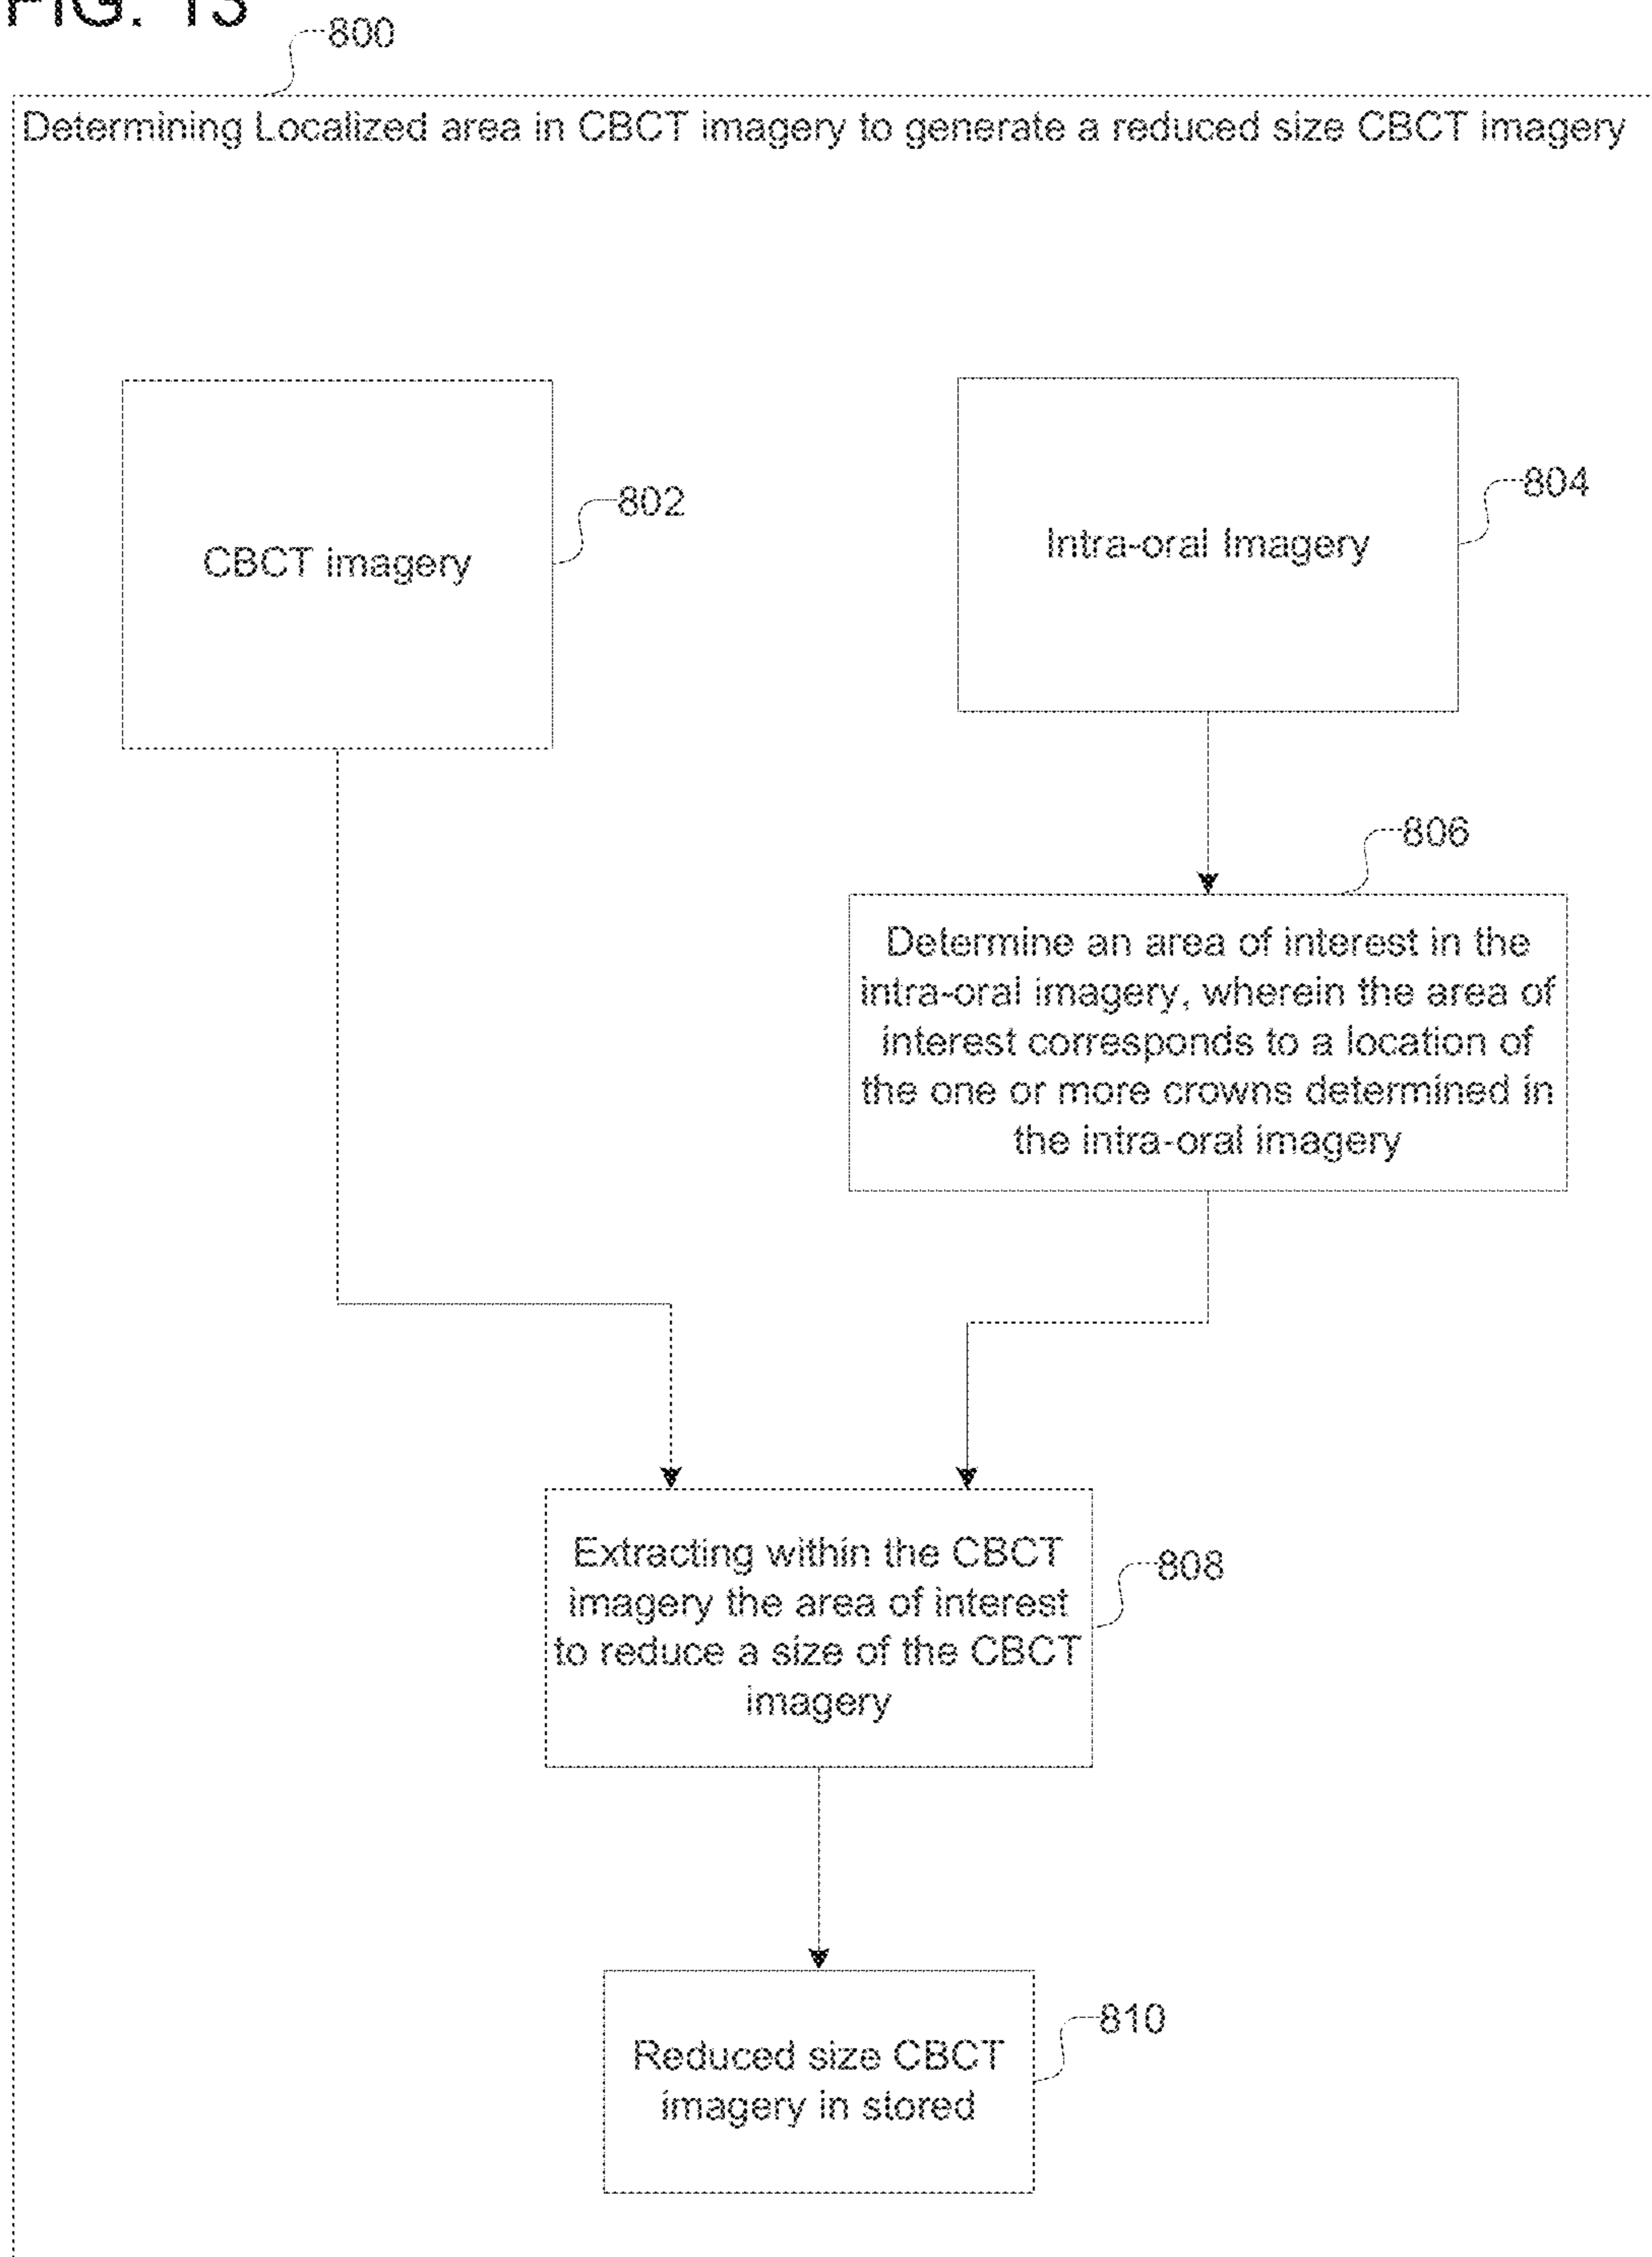 FIG. 13
800
Determining Localized area in CBCT imagery to generate a reduced size CBCT imagery
CBCT imagery
802
Intra-oral Imagery
804
806
Determine an area of interest in the
intra-oral imagery, wherein the area of
interest corresponds to a location of
the one or more crowns determined in
the intra-oral imagery
Extracting within the CBCT
imagery the area of interest
to reduce a size of the CBCT
imagery
808
Reduced size CBCT
imagery in stored
810